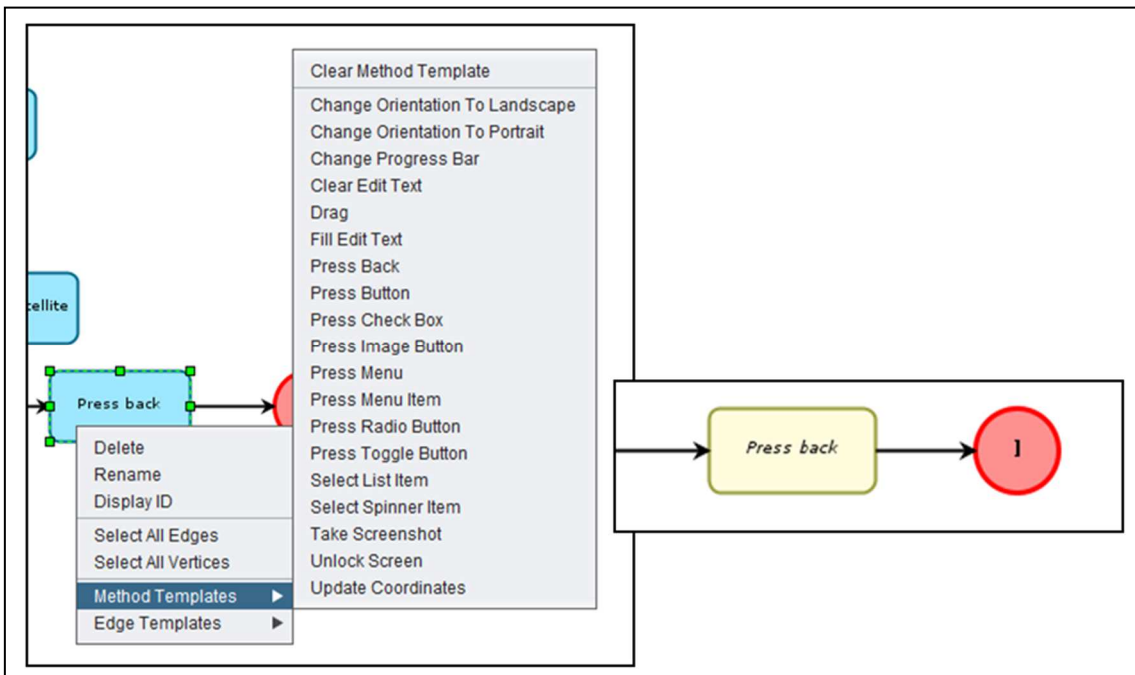 tellite
Press back
Delete
Rename
Display ID
Select All Edges
Select All Vertices
Method Templates
Edge Templates
Clear Method Template
Change Orientation To Landscape
Change Orientation To Portrait
Change Progress Bar
Clear Edit Text
Drag
Fill Edit Text
Press Back
Press Button
Press Check Box
Press Image Button
Press Menu
Press Menu Item
Press Radio Button
Press Toggle Button
Select List Item
Select Spinner Item
Take Screenshot
Unlock Screen
Update Coordinates
Press back
]